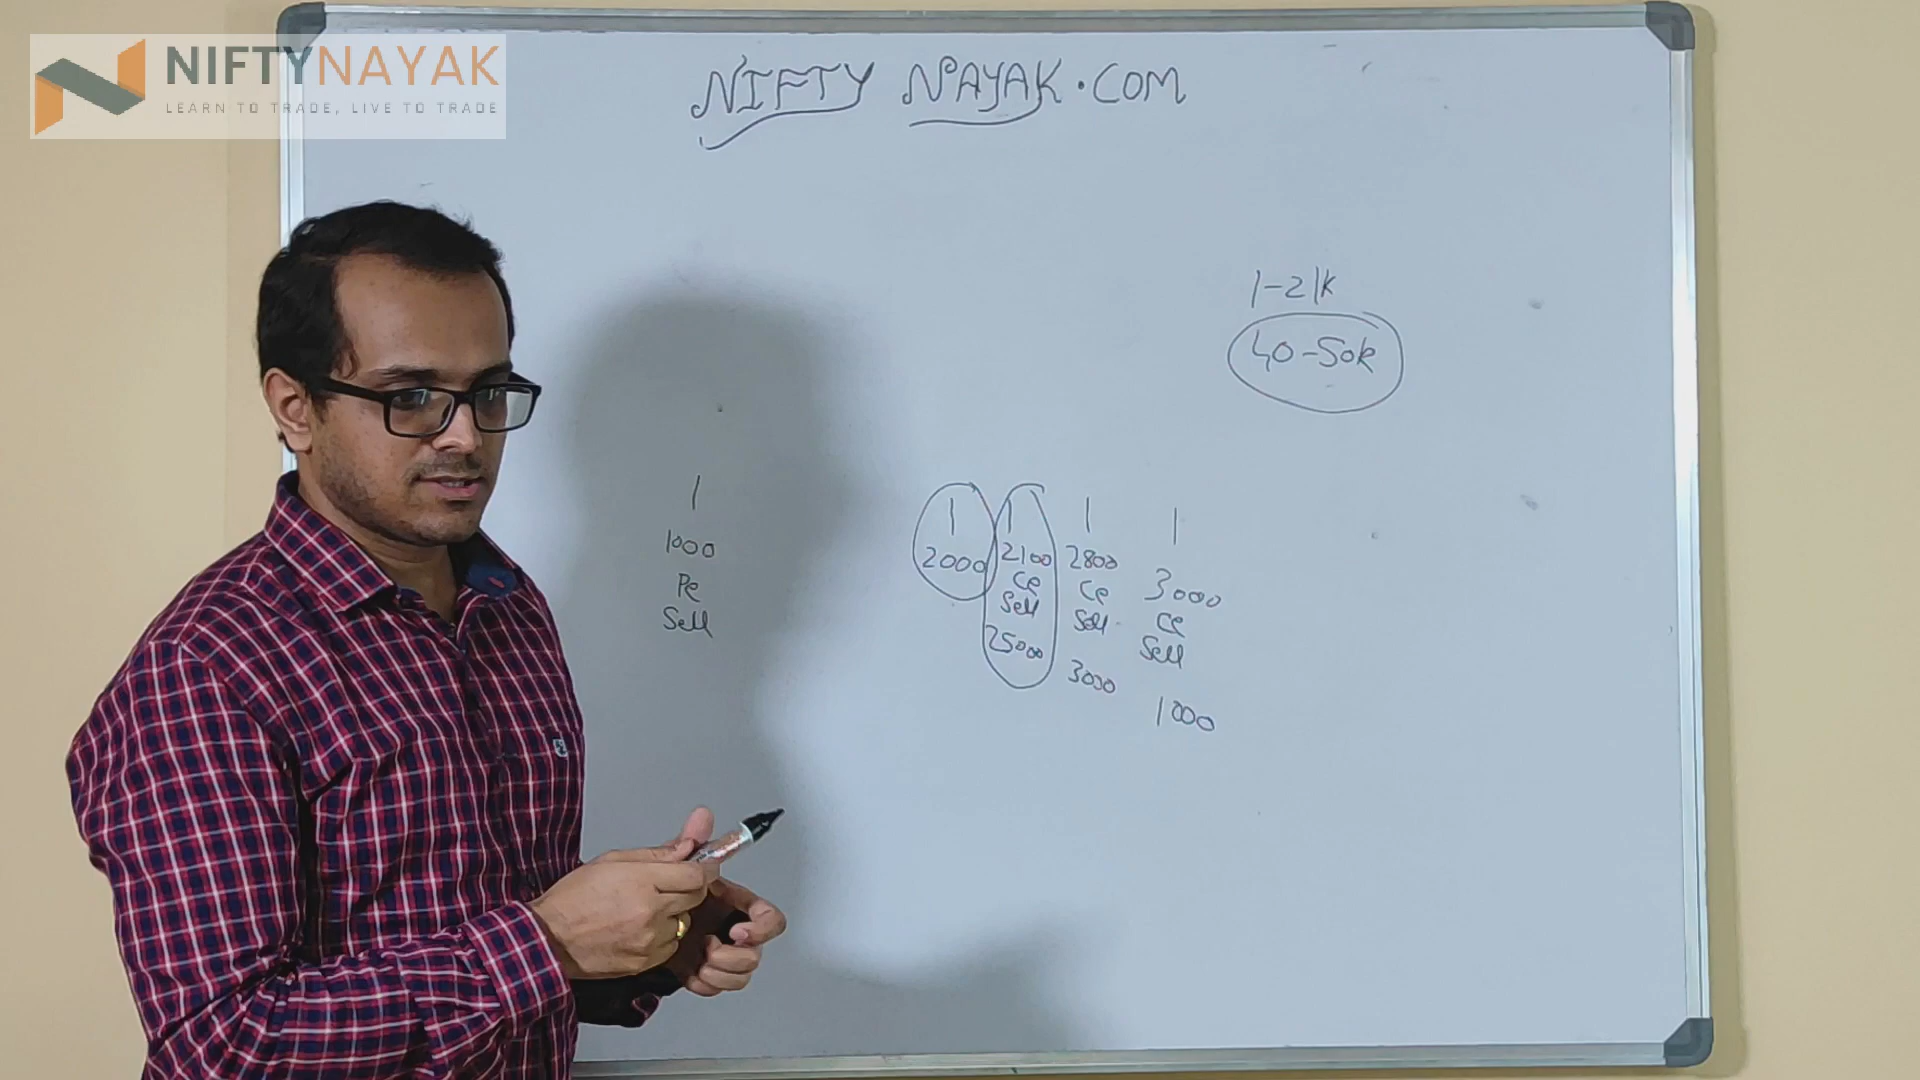 NIFTYNAYAK
LEARN TO TRADE, LIVE TO TRADE
NIFTY NAYAK.COM
1-2 lk
40-50k
1
1000
Pe
Sell
1
2000
1
2100
Ce
Sell
25000
1
2800
Ce
Sell
3000
1
3000
Ce
Sell
1000